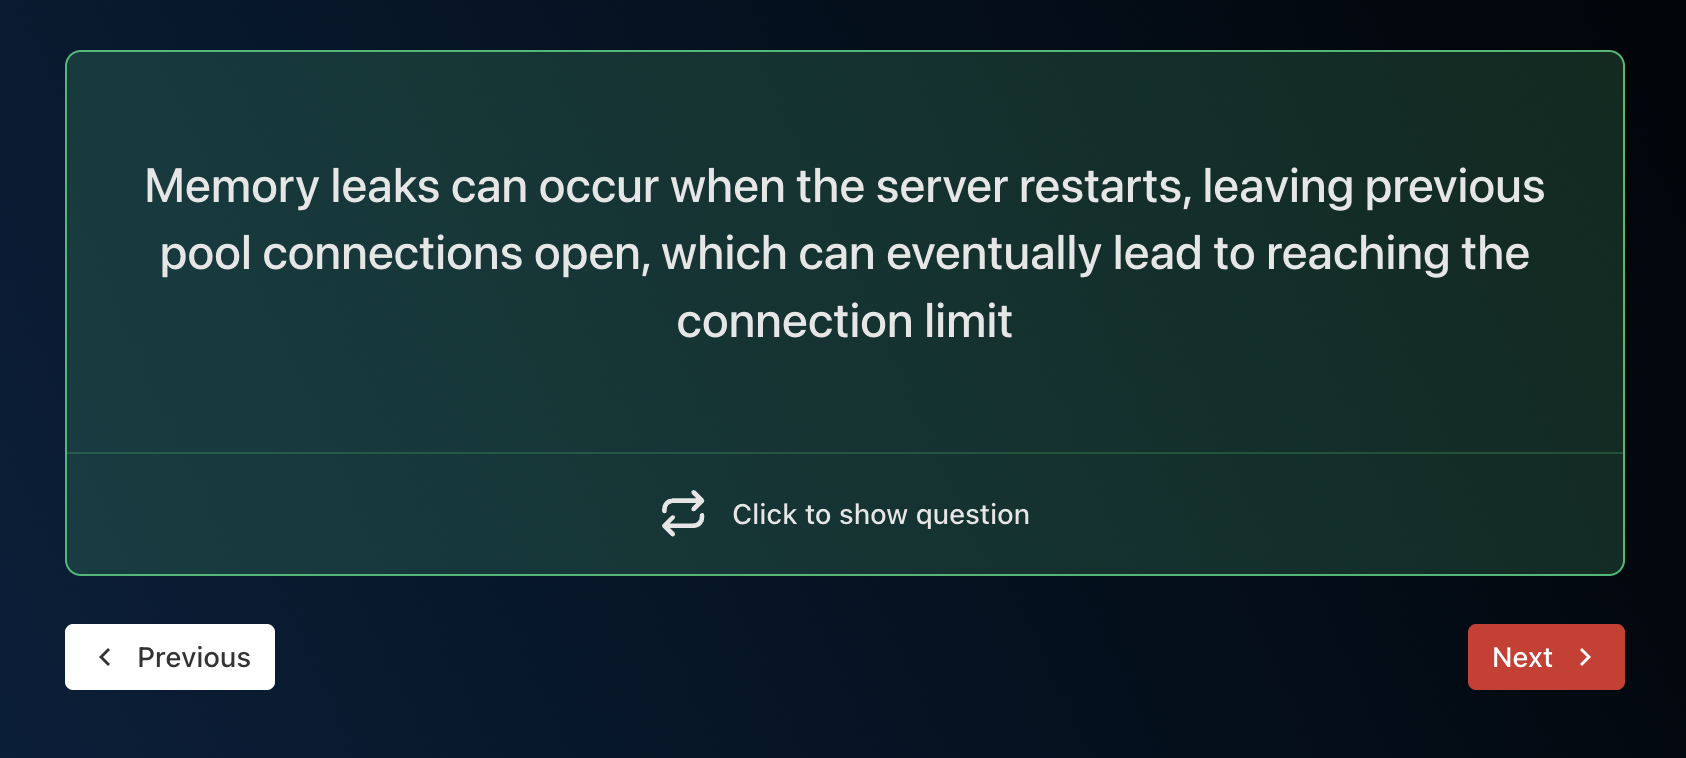 Memory leaks can occur when the server restarts, leaving previous
pool connections open, which can eventually lead to reaching the
connection limit
Click to show question
Previous
Next